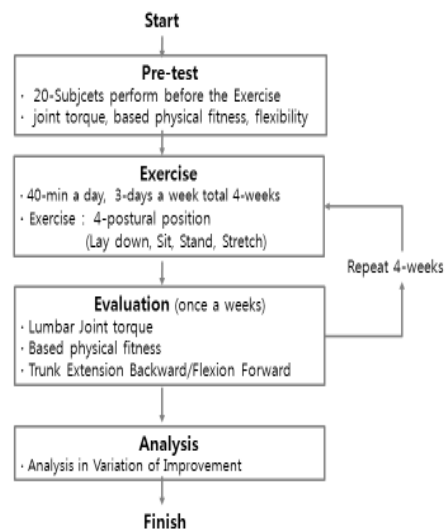 Start
Pre-test
· 20-Subjcets perform before the Exercise
· joint torque, based physical fitness, flexibility
Exercise
· 40-min a day, 3-days a week total 4-weeks
· Exercise : 4-postural position
(Lay down, Sit, Stand, Stretch)
Repeat 4-weeks
Evaluation (once a weeks)
· Lumbar Joint torque
· Based physical fitness
· Trunk Extension Backward/Flexion Forward
Analysis
· Analysis in Variation of Improvement
Finish